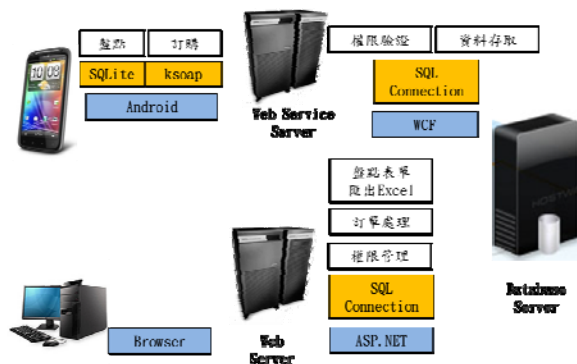 盤點 訂購
SQLite ksoap
Android
Web Service
Server
權限驗證 資料存取
SQL
Connection
WCF
盤點表單
匯出Excel
訂單處理
權限管理
SQL
Connection
ASP.NET
Web
Server
Browser
Database
Server